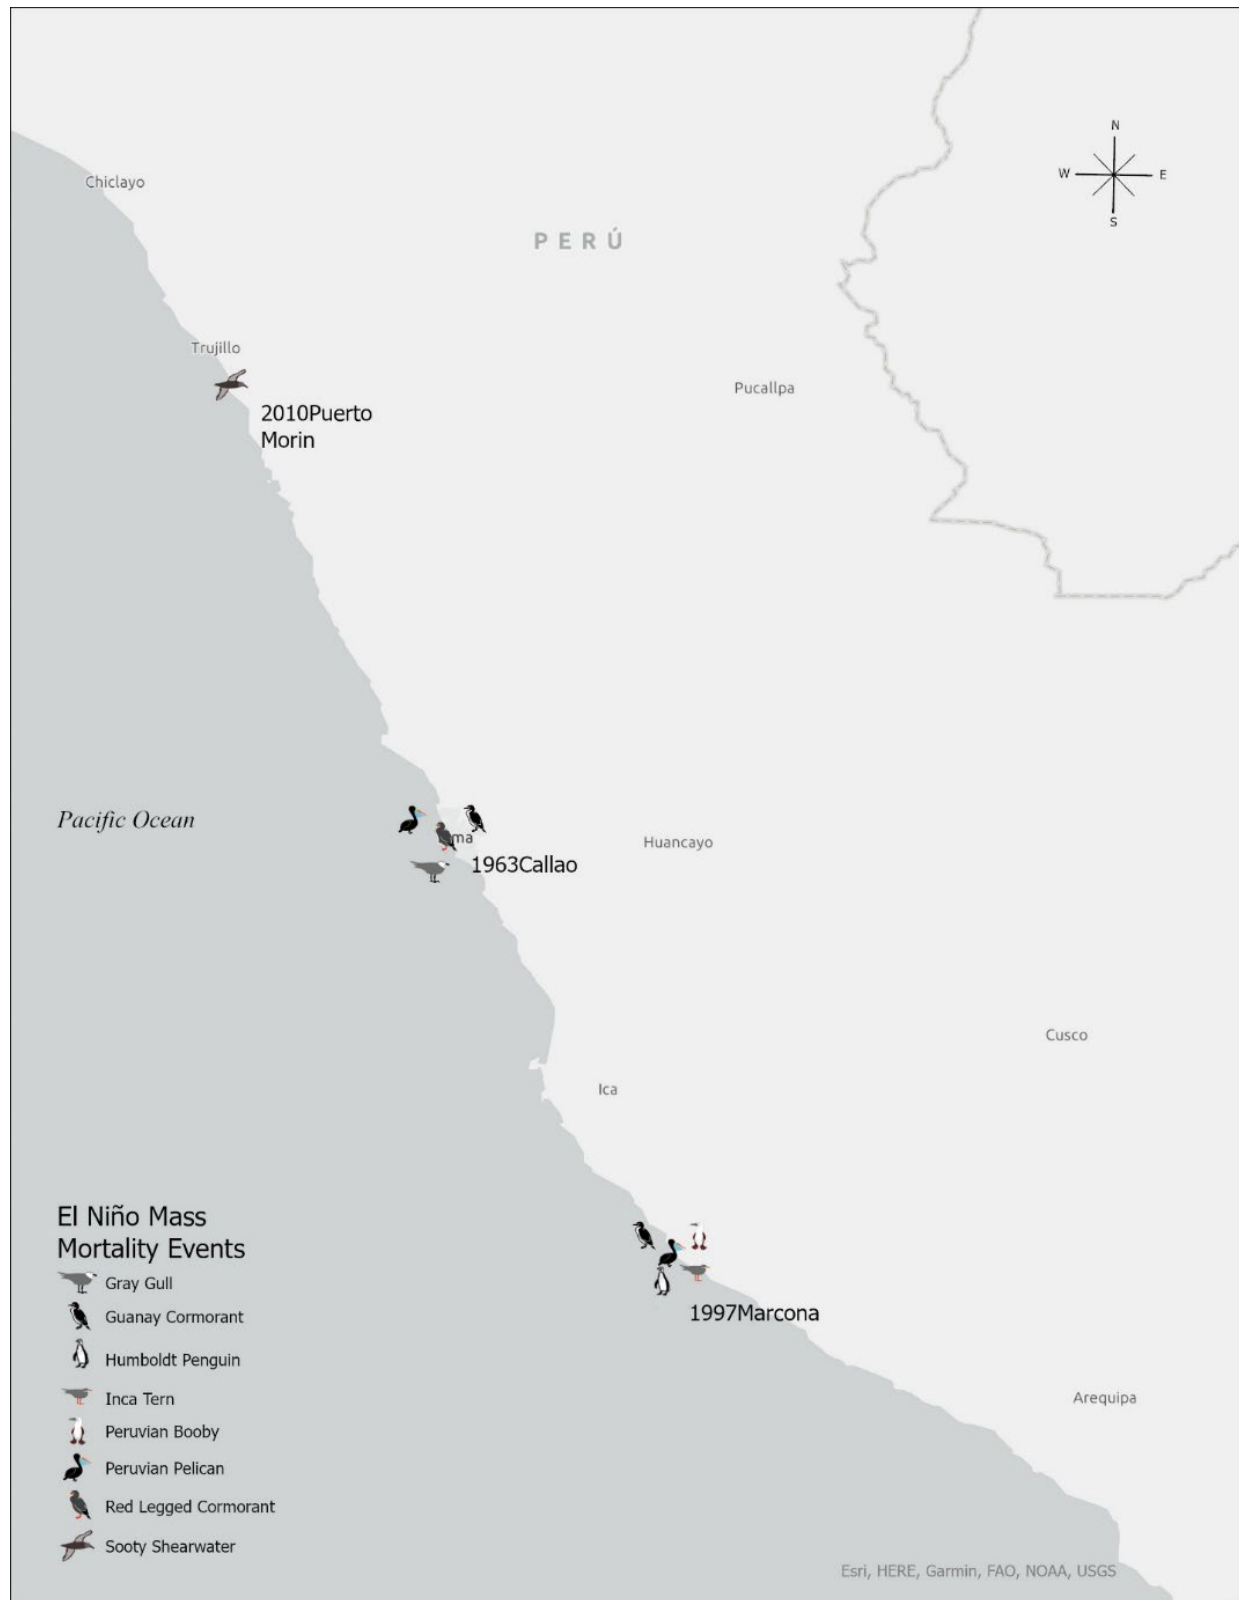 N
W E
S
Chiclayo
PERÚ
Trujillo
Pucallpa
2010Puerto
Morin
Pacific Ocean
Huancayo
1963Callao
Cusco
Ica
1997Marcona
Arequipa
El Niño Mass
Mortality Events
Gray Gull
Guanay Cormorant
Humboldt Penguin
Inca Tern
Peruvian Booby
Peruvian Pelican
Red Legged Cormorant
Sooty Shearwater
Esri, HERE, Garmin, FAO, NOAA, USGS